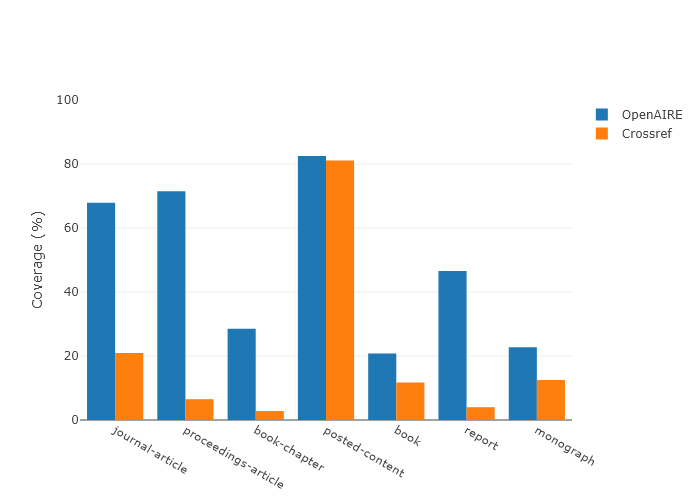 100
80
60
40
20
0
Coverage (%)
journal-article
proceedings-article
book-chapter
posted-content
book
report
monograph
OpenAIRE
Crossref